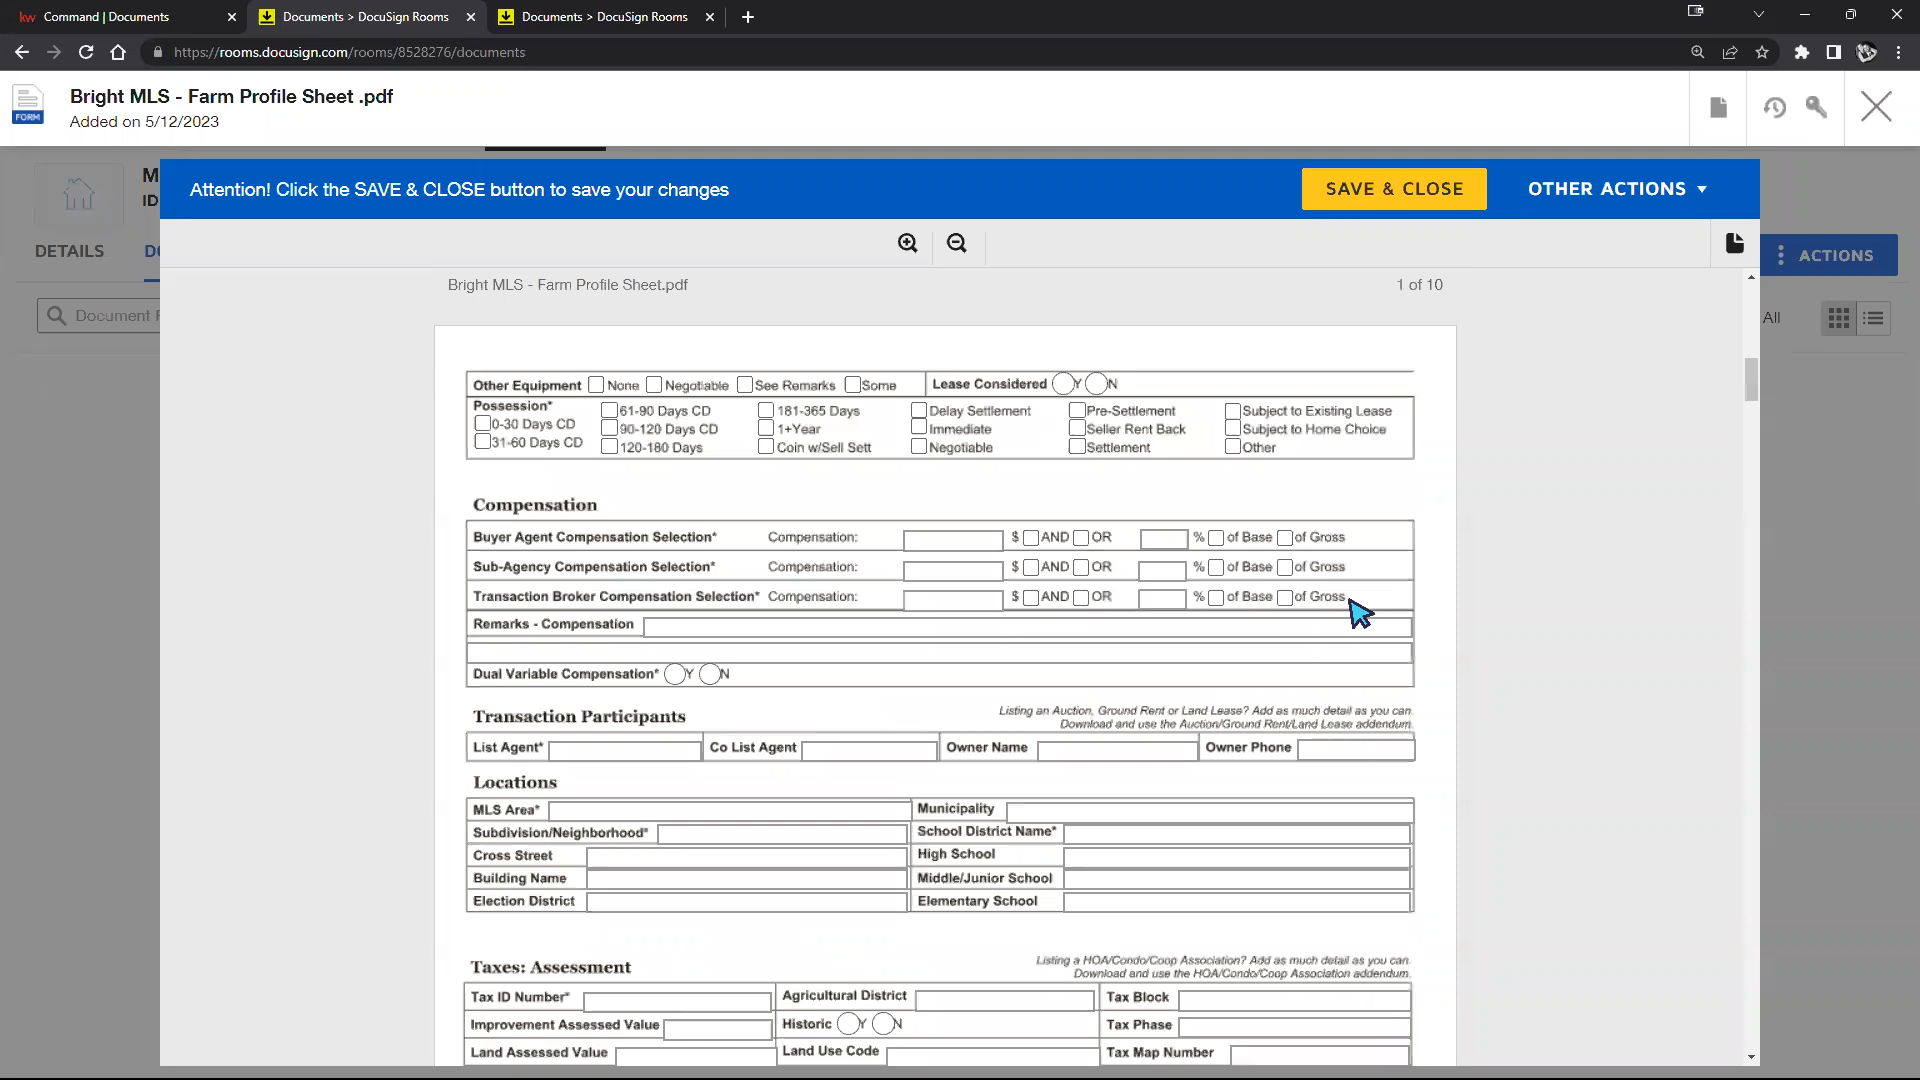 Command | Documents
Documents > DocuSign Rooms
Documents > DocuSign Rooms
https://rooms.docusign.com/rooms/8528276/documents
FORM
Bright MLS - Farm Profile Sheet .pdf
Added on 5/12/2023
M
ID
DETAILS
DO
ACTIONS
Document
All
Attention! Click the SAVE & CLOSE button to save your changes
SAVE & CLOSE
OTHER ACTIONS
Bright MLS - Farm Profile Sheet.pdf 1 of 10
Other Equipment None Negotiable See Remarks Some Lease Considered Y N
Possession*
0-30 Days CD 61-90 Days CD 181-365 Days Delay Settlement Pre-Settlement Subject to Existing Lease
31-60 Days CD 90-120 Days CD 1+Year Immediate Seller Rent Back Subject to Home Choice
120-180 Days Coin w/Sell Sett Negotiable Settlement Other
Compensation
Buyer Agent Compensation Selection* Compensation: $ AND OR % of Base of Gross
Sub-Agency Compensation Selection* Compensation: $ AND OR % of Base of Gross
Transaction Broker Compensation Selection* Compensation: $ AND OR % of Base of Gross
Remarks - Compensation
Dual Variable Compensation* Y N
Transaction Participants
Listing an Auction, Ground Rent or Land Lease? Add as much detail as you can.
Download and use the Auction/Ground Rent/Land Lease addendum.
List Agent* Co List Agent Owner Name Owner Phone
Locations
MLS Area* Municipality
Subdivision/Neighborhood* School District Name*
Cross Street High School
Building Name Middle/Junior School
Election District Elementary School
Taxes: Assessment
Listing a HOA/Condo/Coop Association? Add as much detail as you can.
Download and use the HOA/Condo/Coop Association addendum.
Tax ID Number* Agricultural District Tax Block
Improvement Assessed Value Historic Y N Tax Phase
Land Assessed Value Land Use Code Tax Map Number